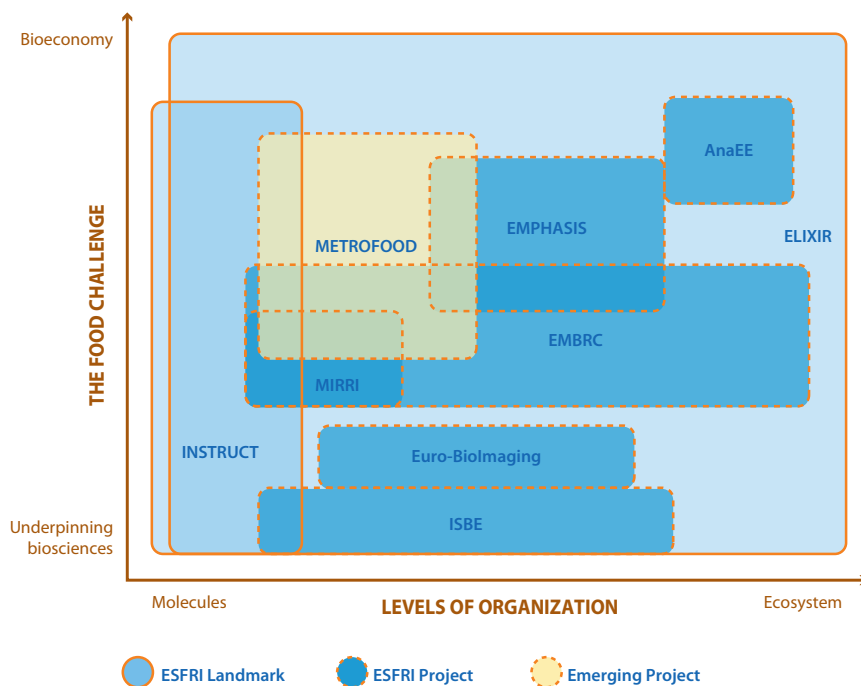 Bioeconomy
AnaEE
EMPHASIS
ELIXIR
METROFOOD
THE FOOD CHALLENGE
EMBRC
MIRRI
INSTRUCT
Euro-BioImaging
ISBE
Underpinning
biosciences
Molecules
LEVELS OF ORGANIZATION
Ecosystem
ESFRI Landmark
ESFRI Project
Emerging Project